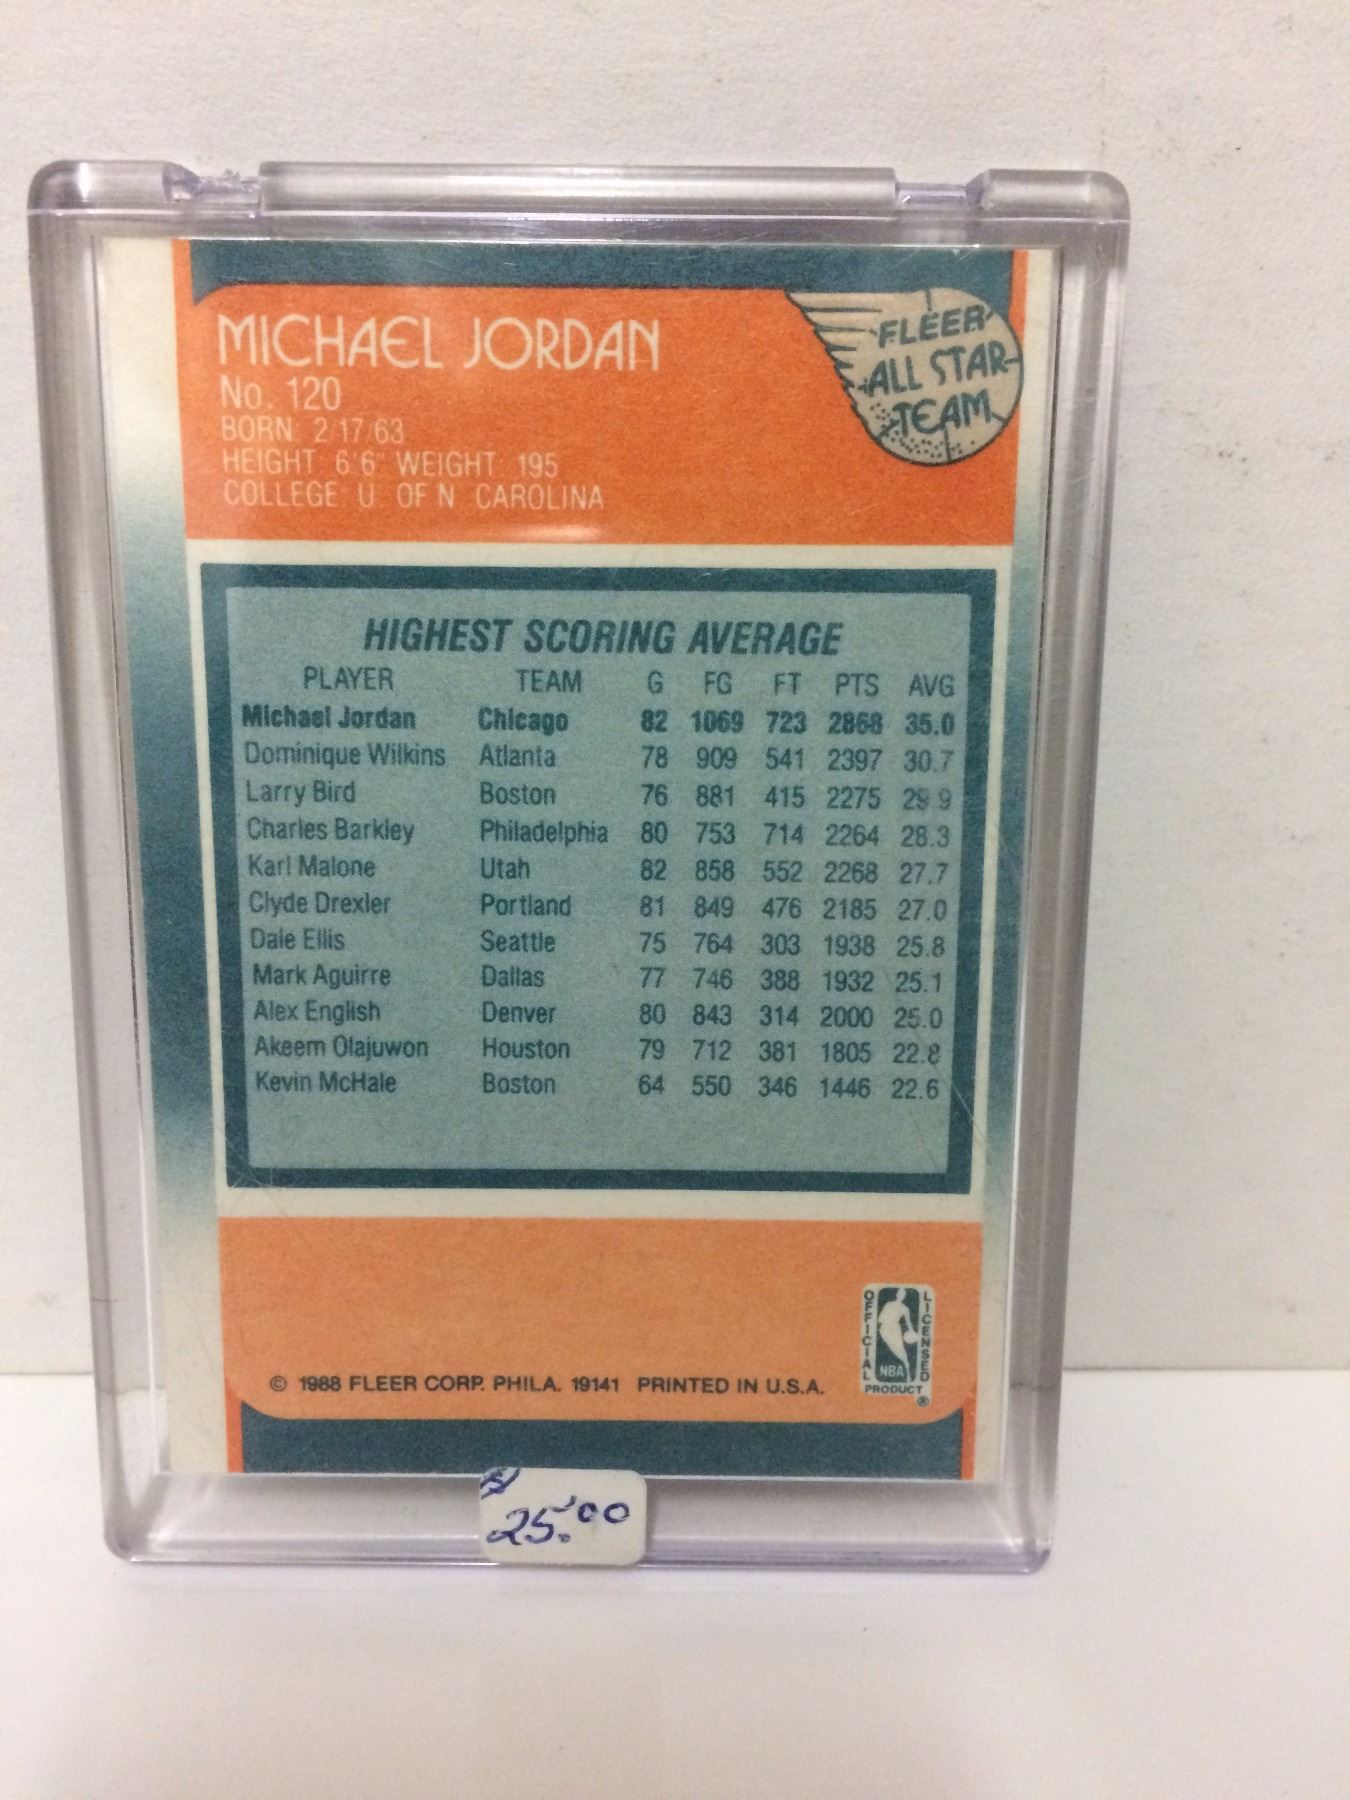 MICHAEL JORDAN
No. 120
BORN: 2/17/63
HEIGHT: 6'6" WEIGHT: 195
COLLEGE: U. OF N. CAROLINA
FLEER
ALL STAR
TEAM
HIGHEST SCORING AVERAGE
PLAYER TEAM G FG FT PTS AVG
Michael Jordan Chicago 82 1069 723 2868 35.0
Dominique Wilkins Atlanta 78 909 541 2397 30.7
Larry Bird Boston 76 881 415 2275 29.9
Charles Barkley Philadelphia 80 753 714 2264 28.3
Karl Malone Utah 82 858 552 2268 27.7
Clyde Drexler Portland 81 849 476 2185 27.0
Dale Ellis Seattle 75 764 303 1938 25.8
Mark Aguirre Dallas 77 746 388 1932 25.1
Alex English Denver 80 843 314 2000 25.0
Akeem Olajuwon Houston 79 712 381 1805 22.8
Kevin McHale Boston 64 550 346 1446 22.6
© 1988 FLEER CORP. PHILA. 19141 PRINTED IN U.S.A.
OFFICIAL
LICENSED
NBA
PRODUCT
®
25.00